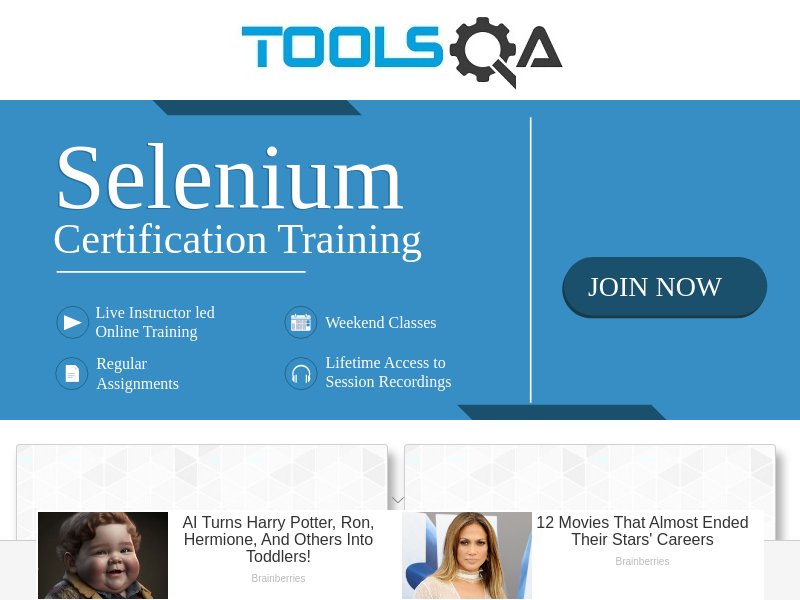 TOOLSQA
Selenium
Certification Training
JOIN NOW
Live Instructor led
Online Training
Weekend Classes
Regular
Assignments
Lifetime Access to
Session Recordings
AI Turns Harry Potter, Ron,
Hermione, And Others Into
Toddlers!
Brainberries
12 Movies That Almost Ended
Their Stars' Careers
Brainberries